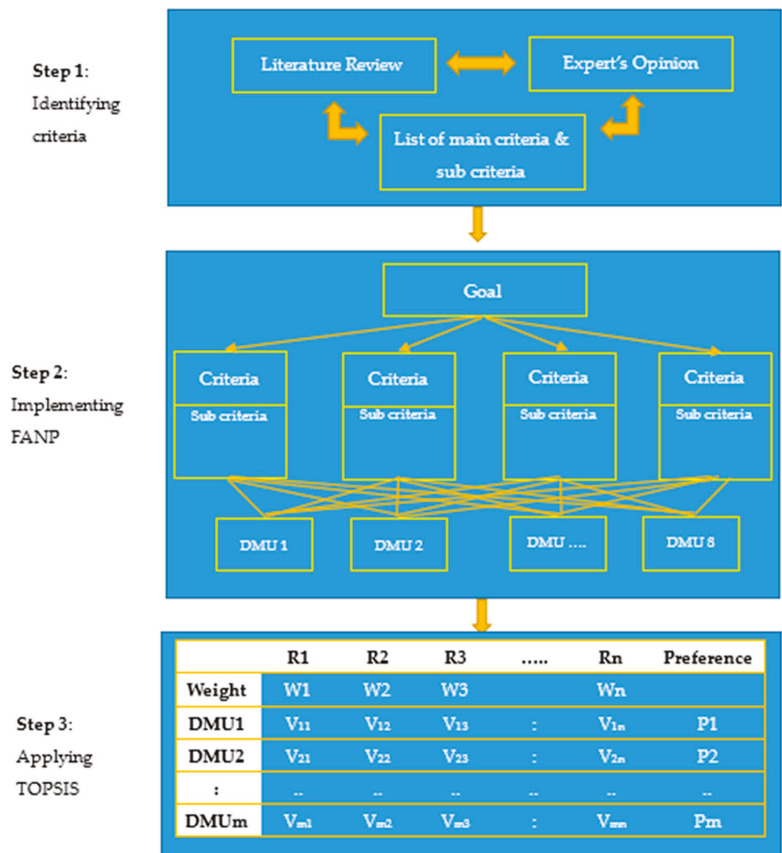 Step 1:
Identifying
criteria
Literature Review
Expert's Opinion
List of main criteria &
sub criteria
Step 2:
Implementing
FANP
Goal
Criteria
Criteria
Criteria
Criteria
Sub criteria
Sub criteria
Sub criteria
Sub criteria
DMU 1
DMU 2
DMU ....
DMU 8
Step 3:
Applying
TOPSIS
R1 R2 R3 ..... Rn Preference
Weight W1 W2 W3 Wn
DMU1 V₁₁ V₁₂ V₁₃ : V₁ₙ P1
DMU2 V₂₁ V₂₂ V₂₃ : V₂ₙ P2
: .. .. .. .. .. ..
DMUm Vₘ₁ Vₘ₂ Vₘ₃ : Vₘₙ Pm